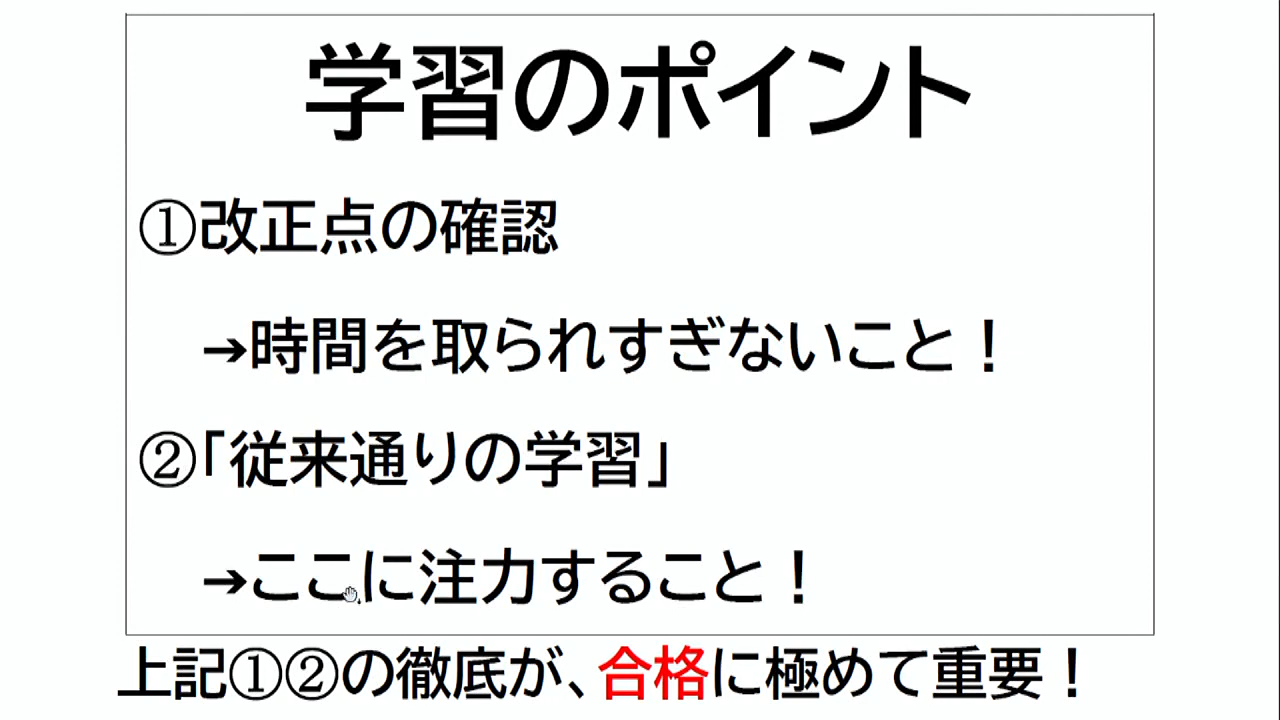 学習のポイント
①改正点の確認
→時間を取られすぎないこと！
②「従来通りの学習」
→ここに注力すること！
上記①②の徹底が、合格に極めて重要！